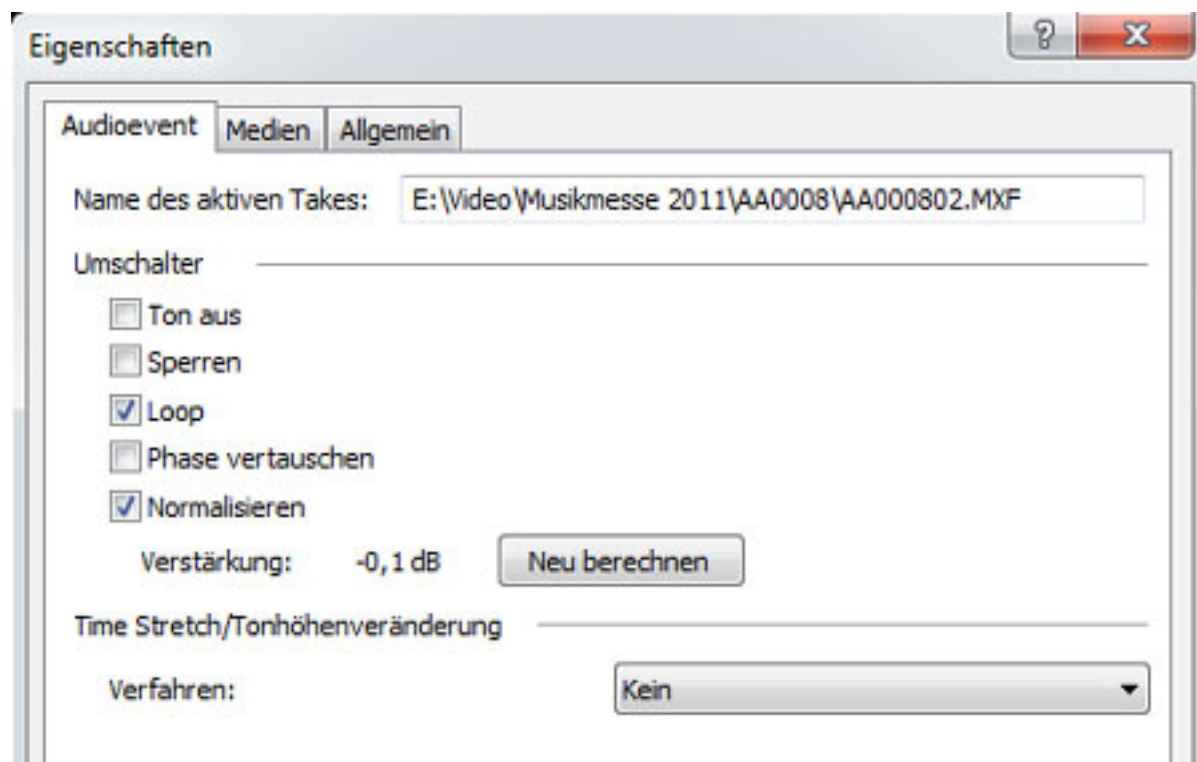 Eigenschaften
Audioevent Medien Allgemein
Name des aktiven Takes: E:\Video\Musikmesse 2011\AA0008\AA000802.MXF
Umschalter
Ton aus
Sperren
Loop
Phase vertauschen
Normalisieren
Verstärkung: -0,1 dB Neu berechnen
Time Stretch/Tonhöhenveränderung
Verfahren: Kein